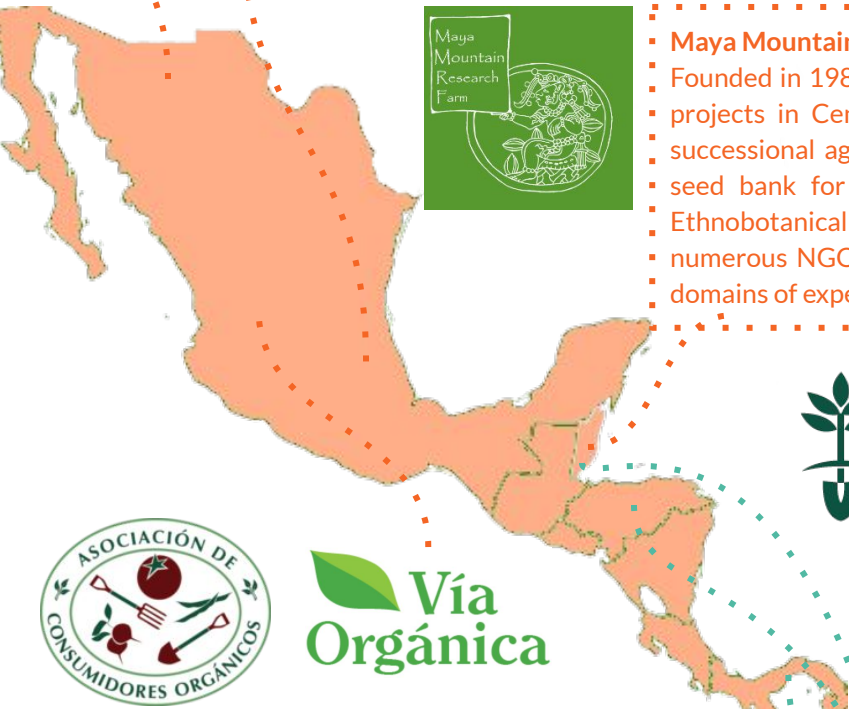 Maya
Mountain
Research
Farm
Maya Mountain
Founded in 198
projects in Cen
successional ag
seed bank for
Ethnobotanical
numerous NGO
domains of expe
ASOCIACIÓN DE
CONSUMIDORES ORGÁNICOS
Vía
Orgánica